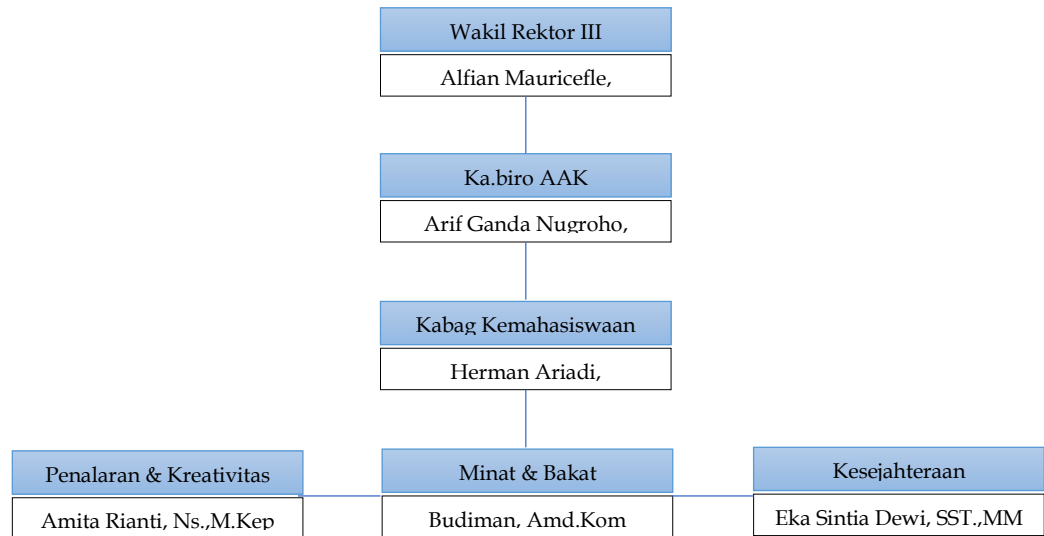 Wakil Rektor III
Alfian Mauricefle,
Ka.biro AAK
Arif Ganda Nugroho,
Kabag Kemahasiswaan
Herman Ariadi,
Penalaran & Kreativitas
Amita Rianti, Ns.,M.Kep
Minat & Bakat
Budiman, Amd.Kom
Kesejahteraan
Eka Sintia Dewi, SST.,MM